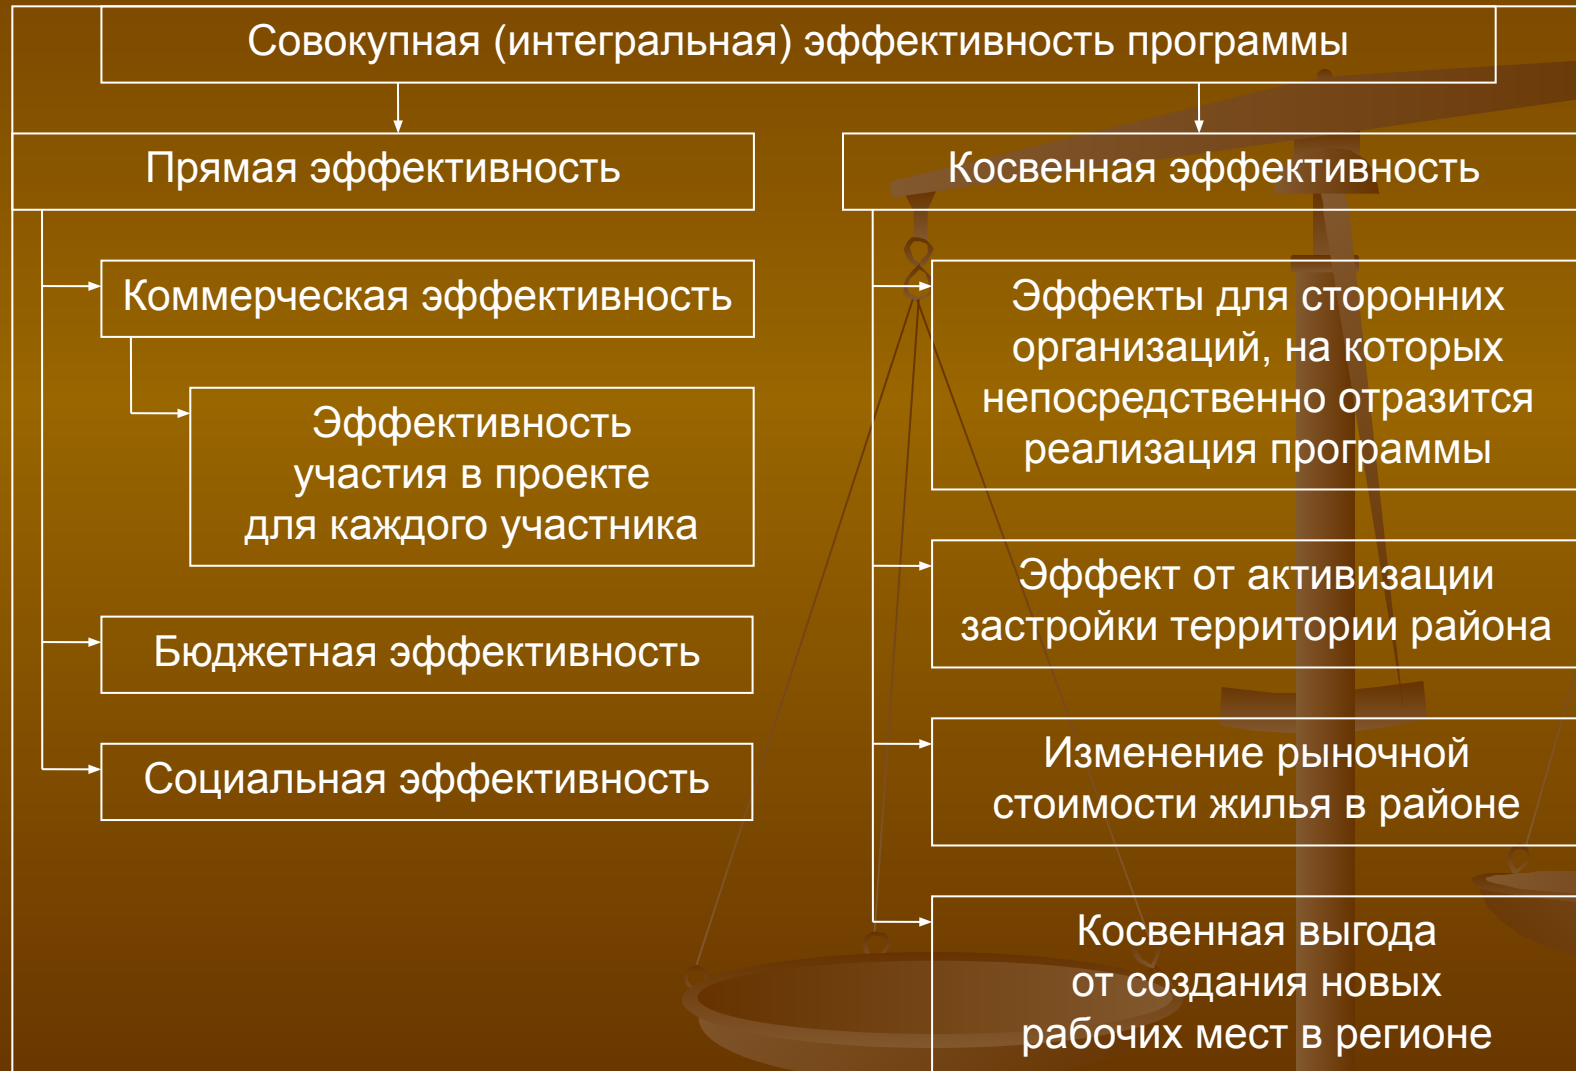 Совокупная (интегральная) эффективность программы
Прямая эффективность
Коммерческая эффективность
Эффективность
участия в проекте
для каждого участника
Бюджетная эффективность
Социальная эффективность
Косвенная эффективность
Эффекты для сторонних
организаций, на которых
непосредственно отразится
реализация программы
Эффект от активизации
застройки территории района
Изменение рыночной
стоимости жилья в районе
Косвенная выгода
от создания новых
рабочих мест в регионе